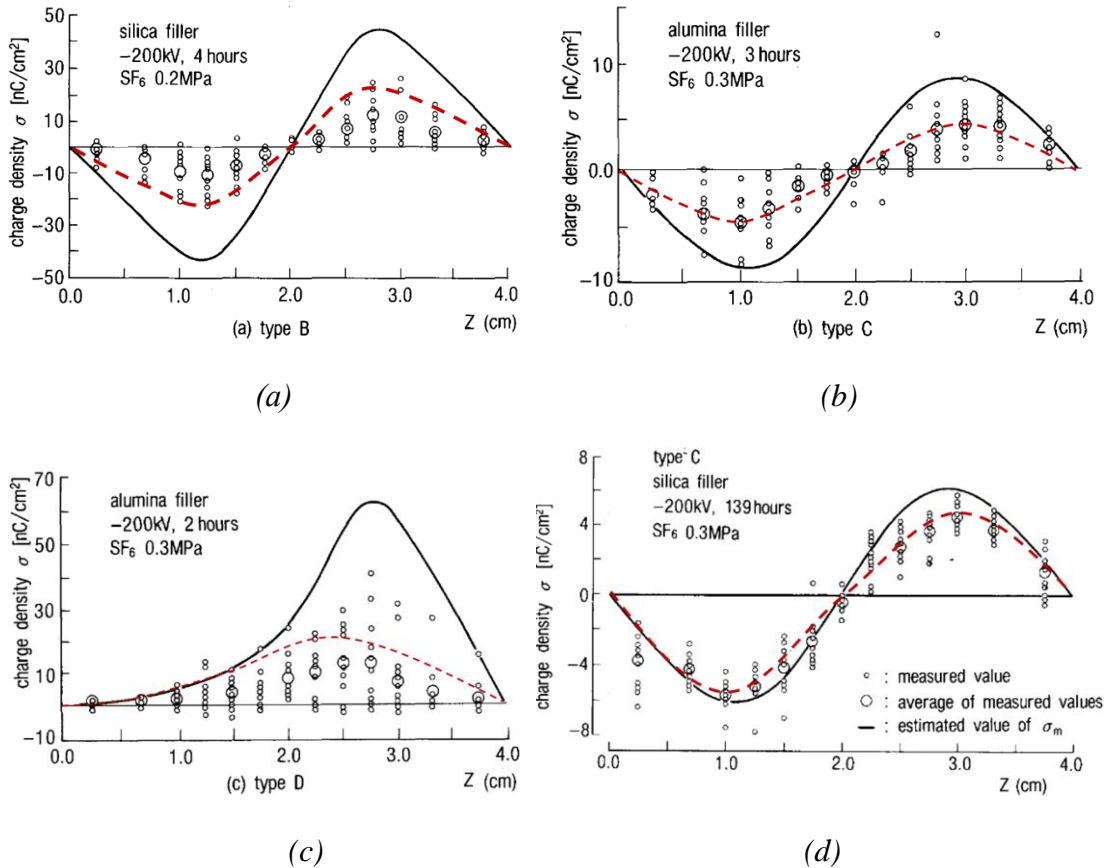 charge density σ [nC/cm²]
50
30
10
0
-10
-30
-50
silica filler
-200kV, 4 hours
SF₆ 0.2MPa
0.0 1.0 2.0 3.0 4.0
(a) type B Z (cm)
(a)
charge density σ [nC/cm²]
10
0.0
-10
alumina filler
-200kV, 3 hours
SF₆ 0.3MPa
0.0 1.0 2.0 3.0 4.0
(b) type C Z (cm)
(b)
charge density σ [nC/cm²]
70
50
30
10
-10
alumina filler
-200kV, 2 hours
SF₆ 0.3MPa
0.0 1.0 2.0 3.0 4.0
(c) type D Z (cm)
(c)
charge density σ [nC/cm²]
8
4
0
-4
-8
type C
silica filler
-200kV, 139 hours
SF₆ 0.3MPa
: measured value
: average of measured values
: estimated value of σₘ
0.0 1.0 2.0 3.0 4.0
Z (cm)
(d)